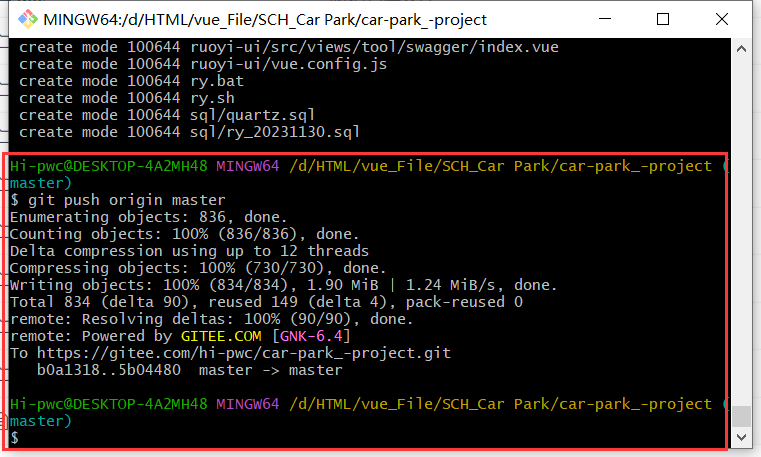 MINGW64:/d/HTML/vue_File/SCH_Car Park/car-park_-project
create mode 100644 ruoyi-ui/src/views/tool/swagger/index.vue
create mode 100644 ruoyi-ui/vue.config.js
create mode 100644 ry.bat
create mode 100644 ry.sh
create mode 100644 sql/quartz.sql
create mode 100644 sql/ry_20231130.sql
Hi-pwc@DESKTOP-4A2MH48 MINGW64 /d/HTML/vue_File/SCH_Car Park/car-park_-project (
master)
$ git push origin master
Enumerating objects: 836, done.
Counting objects: 100% (836/836), done.
Delta compression using up to 12 threads
Compressing objects: 100% (730/730), done.
Writing objects: 100% (834/834), 1.90 MiB | 1.24 MiB/s, done.
Total 834 (delta 90), reused 149 (delta 4), pack-reused 0
remote: Resolving deltas: 100% (90/90), done.
remote: Powered by GITEE.COM [GNK-6.4]
To https://gitee.com/hi-pwc/car-park_-project.git
b0a1318..5b04480  master -> master
Hi-pwc@DESKTOP-4A2MH48 MINGW64 /d/HTML/vue_File/SCH_Car Park/car-park_-project (
master)
$